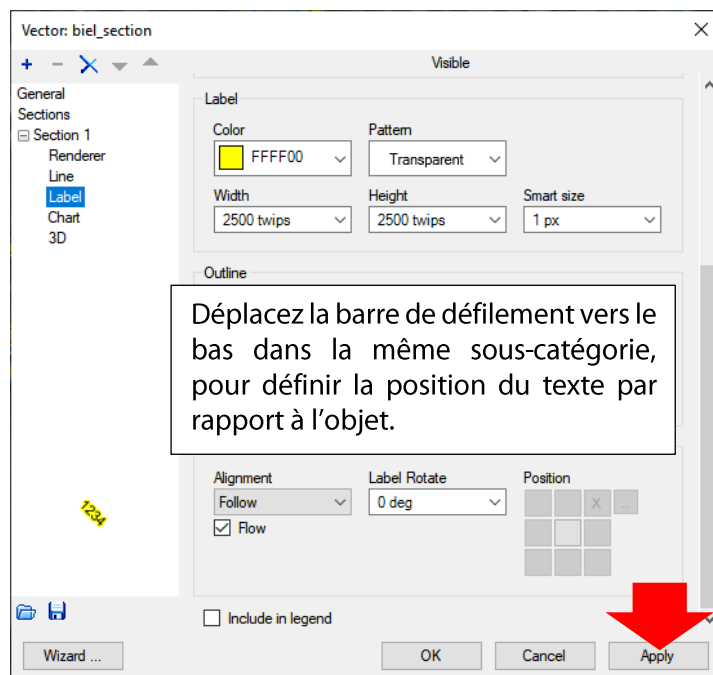 Vector: biel_section
Visible
General
Sections
Section 1
Renderer
Line
Label
Chart
3D
Label
Color
Pattern
FFFF00
Transparent
Width
Height
Smart size
2500 twips
2500 twips
1 px
Outline
Déplacez la barre de défilement vers le
bas dans la même sous-catégorie,
pour définir la position du texte par
rapport à l'objet.
Alignment
Label Rotate
Position
Follow
0 deg
X
..
Flow
1234
Include in legend
Wizard ...
OK
Cancel
Apply